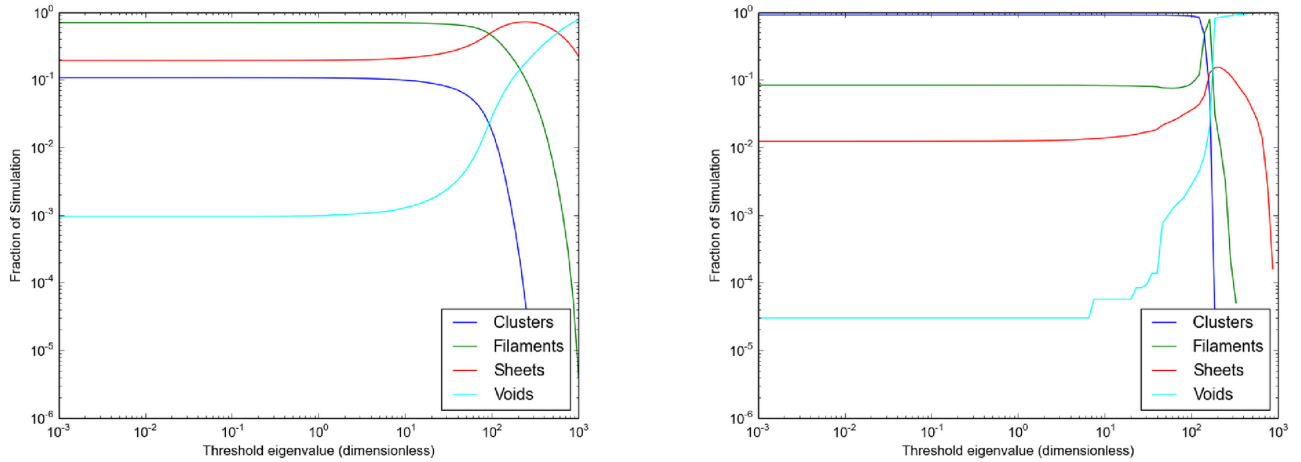 Fraction of Simulation
10^0
10^-1
10^-2
10^-3
10^-4
10^-5
10^-6
Clusters
Filaments
Sheets
Voids
10^-3 10^-2 10^-1 10^0 10^1 10^2 10^3
Threshold eigenvalue (dimensionless)
Fraction of Simulation
10^0
10^-1
10^-2
10^-3
10^-4
10^-5
10^-6
Clusters
Filaments
Sheets
Voids
10^-3 10^-2 10^-1 10^0 10^1 10^2 10^3
Threshold eigenvalue (dimensionless)